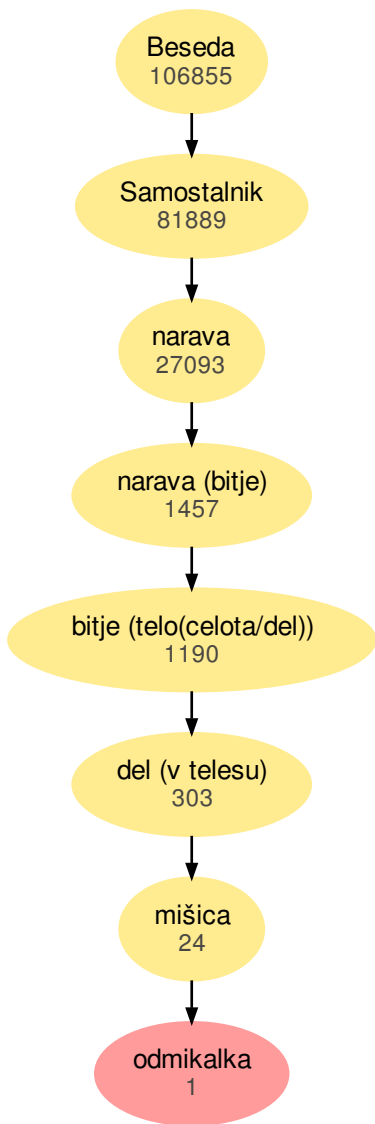 Beseda
106855
Samostalnik
81889
narava
27093
narava (bitje)
1457
bitje (telo(celota/del))
1190
del (v telesu)
303
mišica
24
odmikalka
1